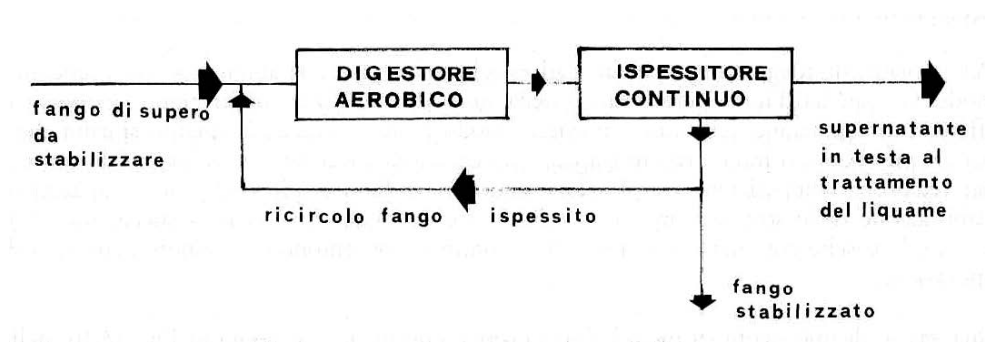 DIGESTORE
AEROBICO
ISPESSITORE
CONTINUO
fango di supero
da
stabilizzare
supernatante
in testa al
trattamento
del liquame
ricircolo fango ispessito
fango
stabilizzato